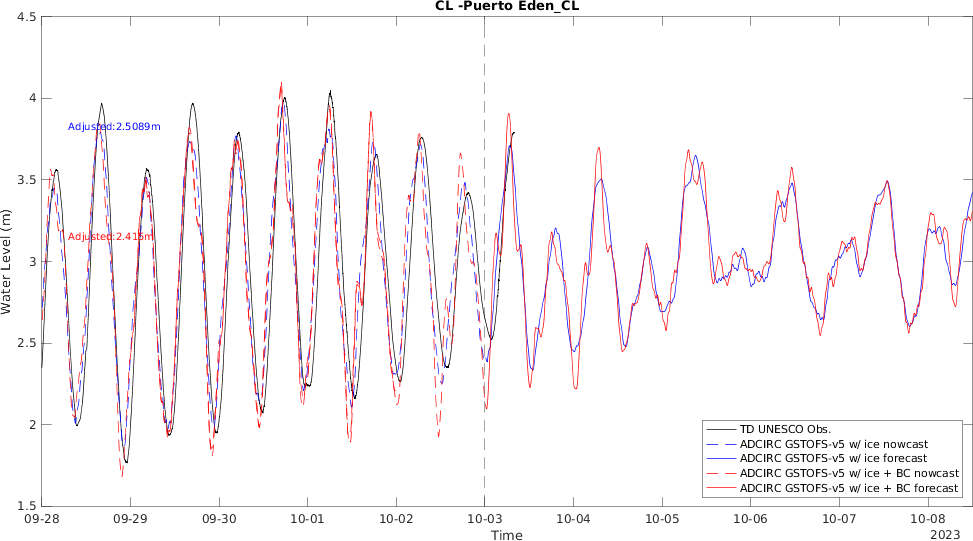 CL -Puerto Eden_CL
4.5
4
3.5
3
2.5
2
1.5
Water Level (m)
Adjusted:2.5089m
Adjusted:2.415m
TD UNESCO Obs.
ADCIRC GSTOFS-v5 w/ ice nowcast
ADCIRC GSTOFS-v5 w/ ice forecast
ADCIRC GSTOFS-v5 w/ ice + BC nowcast
ADCIRC GSTOFS-v5 w/ ice + BC forecast
09-28 09-29 09-30 10-01 10-02 10-03 10-04 10-05 10-06 10-07 10-08
Time
2023